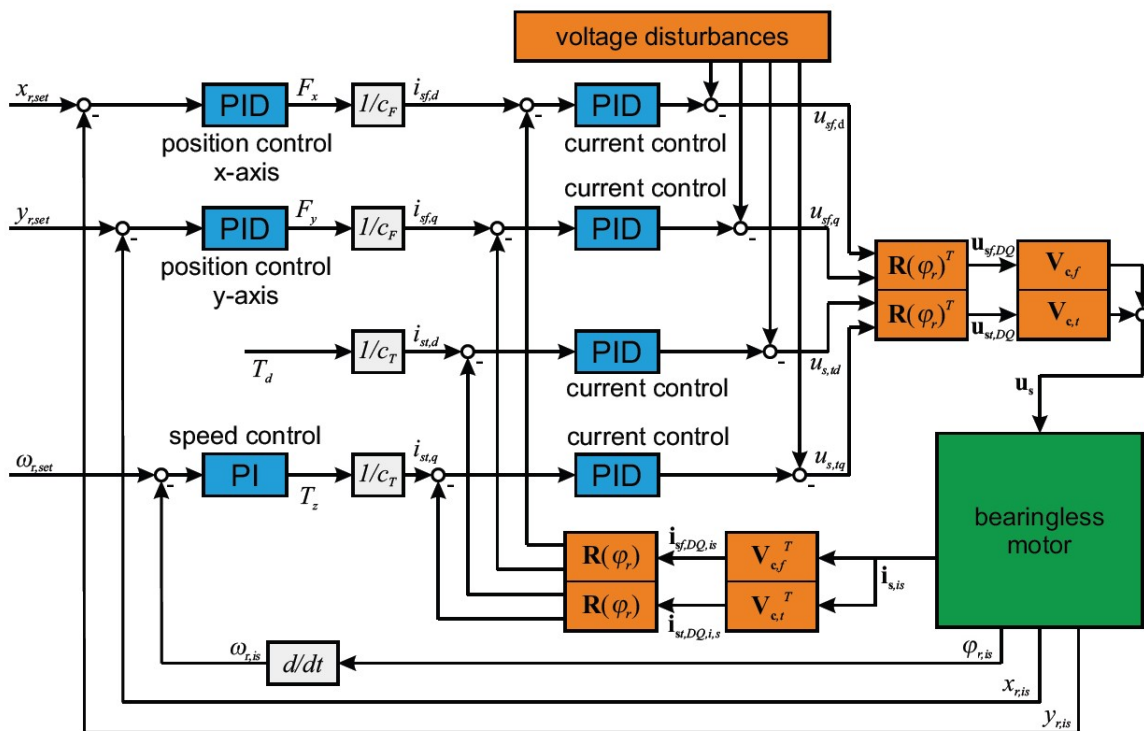 voltage disturbances
x_{r,set}
-
PID
F_x
1/c_F
i_{sf,d}
-
PID
-
u_{sf,d}
position control
x-axis
current control
current control
y_{r,set}
-
PID
F_y
1/c_F
i_{sf,q}
-
PID
-
u_{sf,q}
position control
y-axis
R(φ_r)^T
u_{sf,DQ}
V_{c,f}
R(φ_r)^T
u_{st,DQ}
V_{c,t}
T_d
1/c_T
i_{st,d}
-
PID
-
u_{s,td}
current control
u_s
speed control
current control
ω_{r,set}
-
PI
T_z
1/c_T
i_{st,q}
-
PID
-
u_{s,tq}
bearingless
motor
R(φ_r)
i_{sf,DQ,is}
V_{c,f}^T
i_{s,is}
R(φ_r)
i_{st,DQ,i,s}
V_{c,t}^T
ω_{r,is}
d/dt
φ_{r,is}
x_{r,is}
y_{r,is}